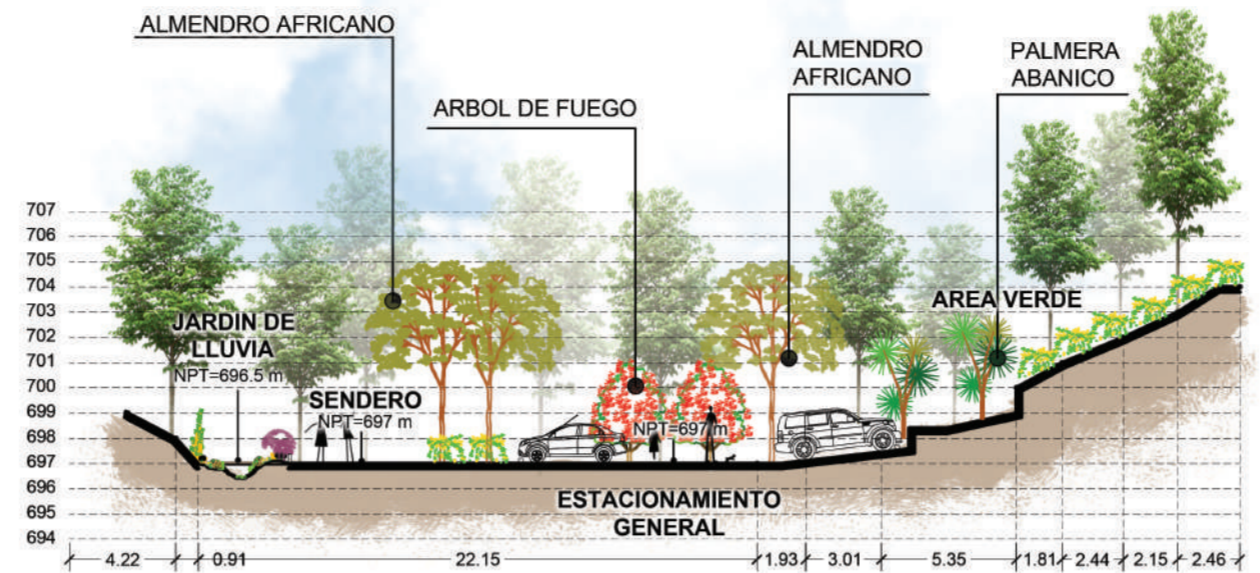 ALMENDRO AFRICANO
ARBOL DE FUEGO
ALMENDRO
AFRICANO
PALMERA
ABANICO
707
706
705
704
703
702
701
700
699
698
697
696
695
694
JARDIN DE
LLUVIA
NPT=696.5 m
SENDERO
NPT=697 m
NPT=697 m
AREA VERDE
ESTACIONAMIENTO
GENERAL
4.22 0.91 22.15 1.93 3.01 5.35 1.81 2.44 2.15 2.46